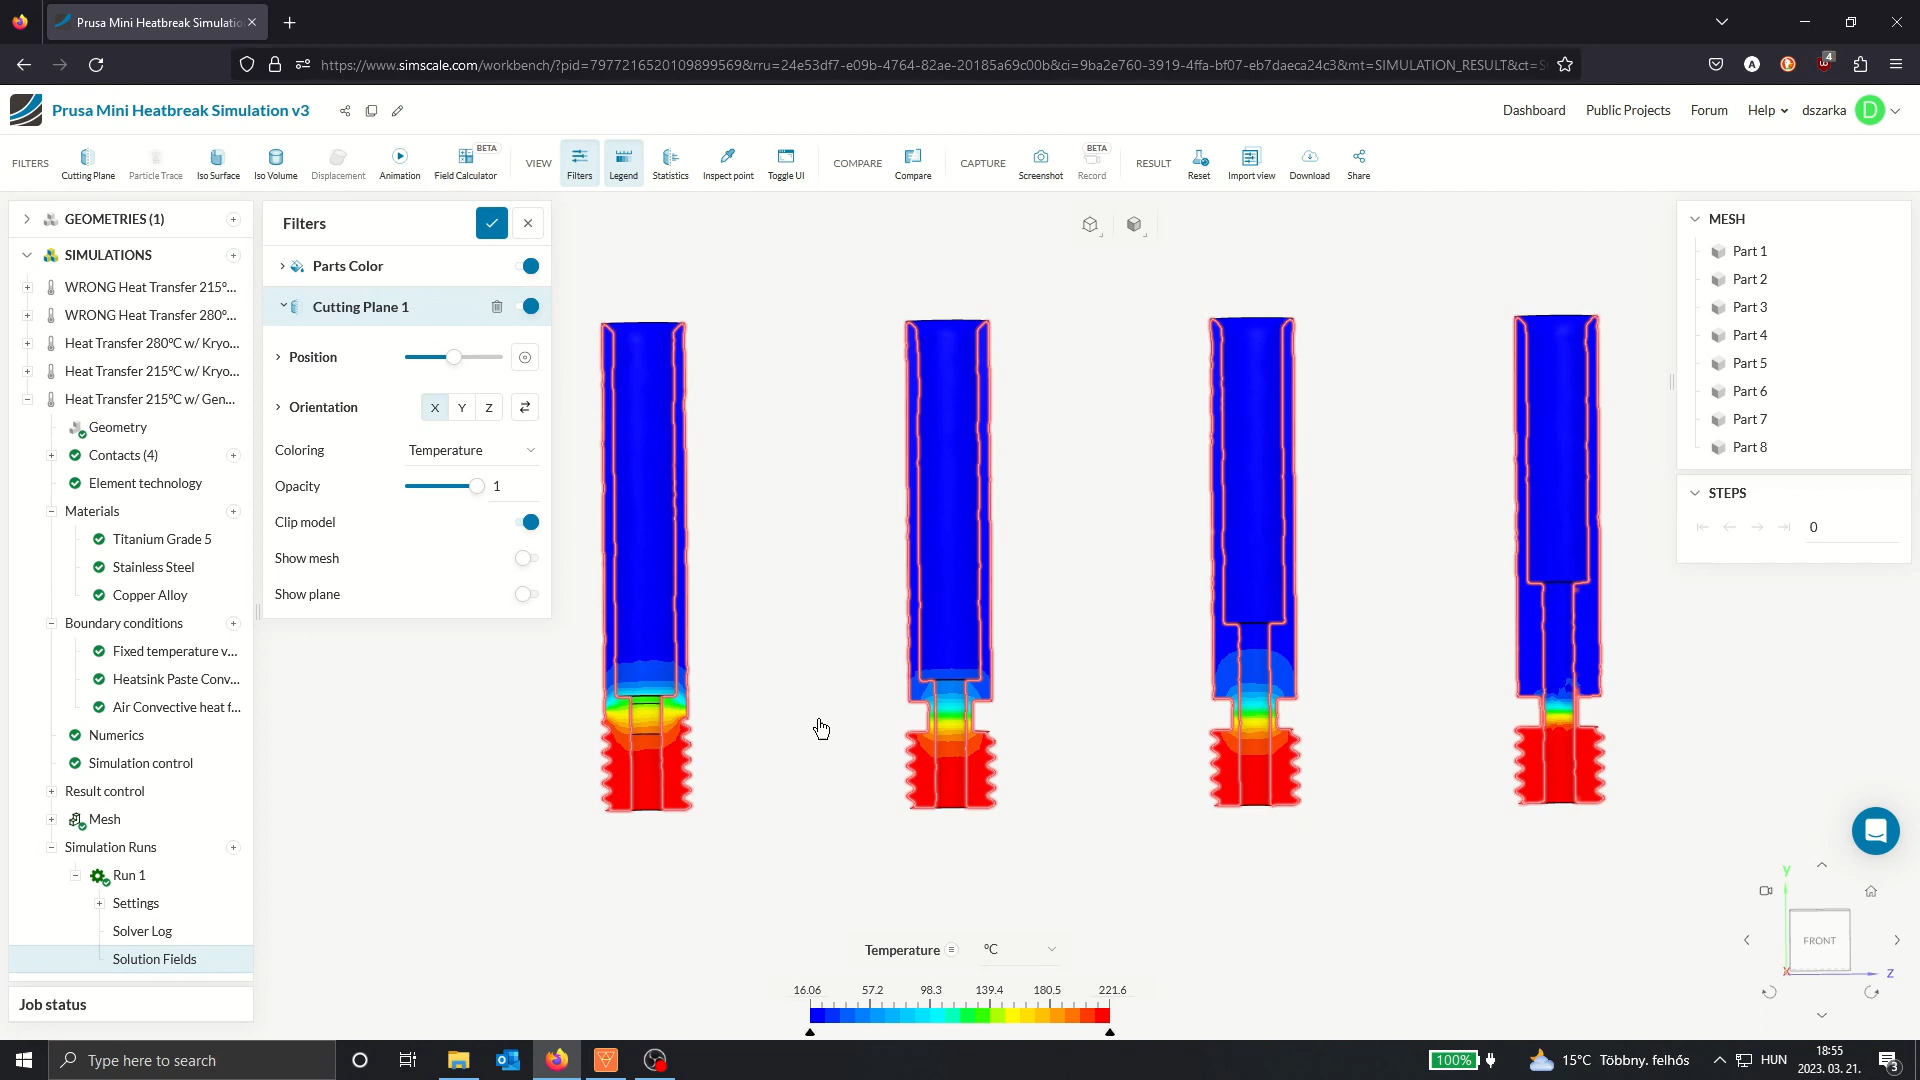 Prusa Mini Heatbreak Simulatio
https://www.simscale.com/workbench/?pid=7977216520109899569&rru=24e53df7-e09b-4764-82ae-20185a69c00b&ci=9ba2e760-3919-4ffa-bf07-eb7daeca24c3&mt=SIMULATION_RESULT&ct=S
4
Prusa Mini Heatbreak Simulation v3
Dashboard
Public Projects
Forum
Help
dszarka
D
FILTERS
Cutting Plane
Particle Trace
Iso Surface
Iso Volume
Displacement
Animation
BETA
Field Calculator
VIEW
Filters
Legend
Statistics
Inspect point
Toggle UI
COMPARE
Compare
CAPTURE
Screenshot
BETA
Record
RESULT
Reset
Import view
Download
Share
GEOMETRIES (1)
SIMULATIONS
WRONG Heat Transfer 215º...
WRONG Heat Transfer 280º...
Heat Transfer 280ºC w/ Kryo...
Heat Transfer 215ºC w/ Kryo...
Heat Transfer 215ºC w/ Gen...
Geometry
Contacts (4)
Element technology
Materials
Titanium Grade 5
Stainless Steel
Copper Alloy
Boundary conditions
Fixed temperature v...
Heatsink Paste Conv...
Air Convective heat f...
Numerics
Simulation control
Result control
Mesh
Simulation Runs
Run 1
Settings
Solver Log
Solution Fields
Job status
Filters
Parts Color
Cutting Plane 1
Position
Orientation
X
Y
Z
Coloring
Temperature
Opacity
1
Clip model
Show mesh
Show plane
MESH
Part 1
Part 2
Part 3
Part 4
Part 5
Part 6
Part 7
Part 8
STEPS
0
Temperature
ºC
16.06
57.2
98.3
139.4
180.5
221.6
Y
FRONT
X
Z
Type here to search
100%
15°C Többny. felhős
HUN
18:55
2023. 03. 21.
3